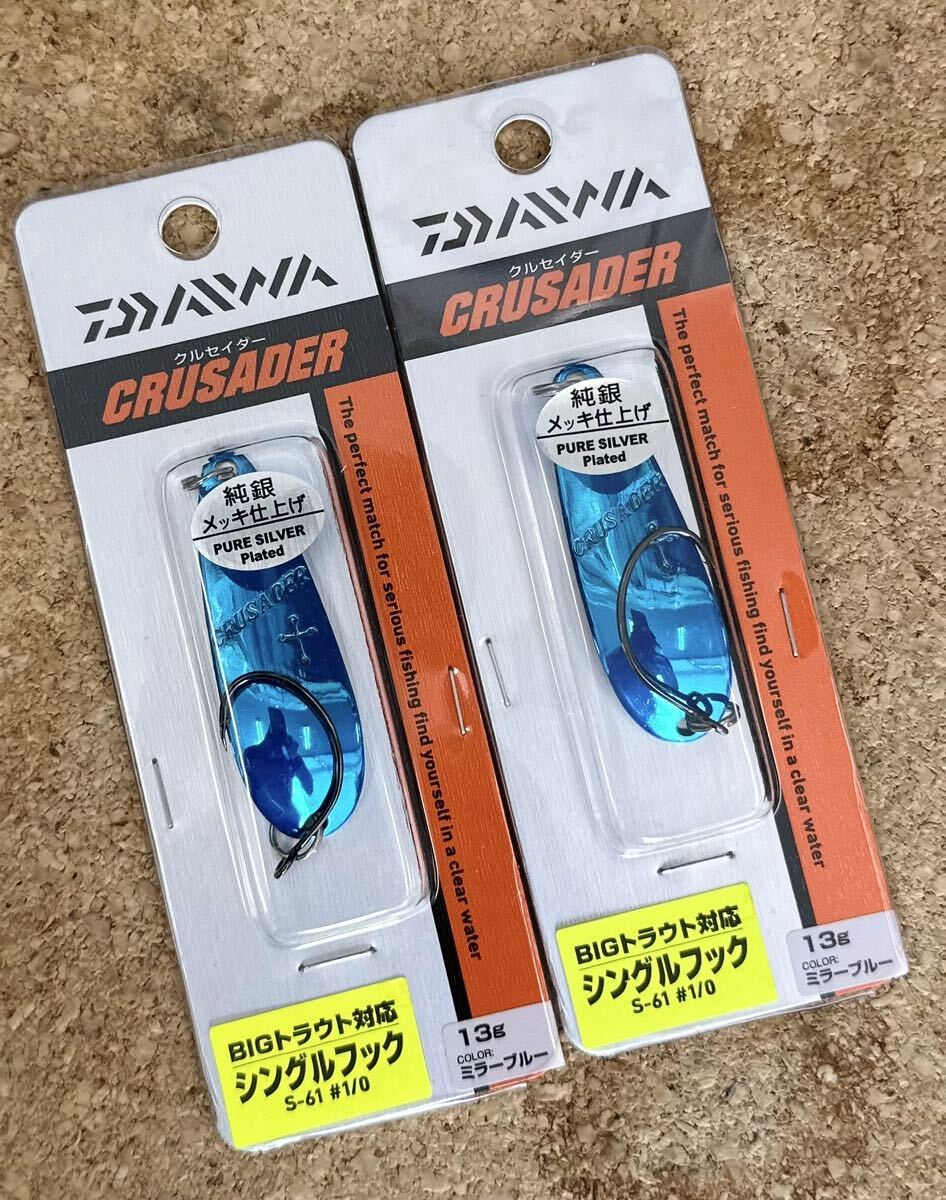 DAIWA
クルセイダー
CRUSADER
The perfect match for serious fishing find yourself in a clear water
純銀
メッキ仕上げ
PURE SILVER
Plated
CRUSADER
BIGトラウト対応
シングルフック
S-61 #1/0
13g
COLOR:
ミラーブルー
DAIWA
クルセイダー
CRUSADER
The perfect match for serious fishing find yourself in a clear water
純銀
メッキ仕上げ
PURE SILVER
Plated
CRUSADER
BIGトラウト対応
シングルフック
S-61 #1/0
13g
COLOR:
ミラーブルー